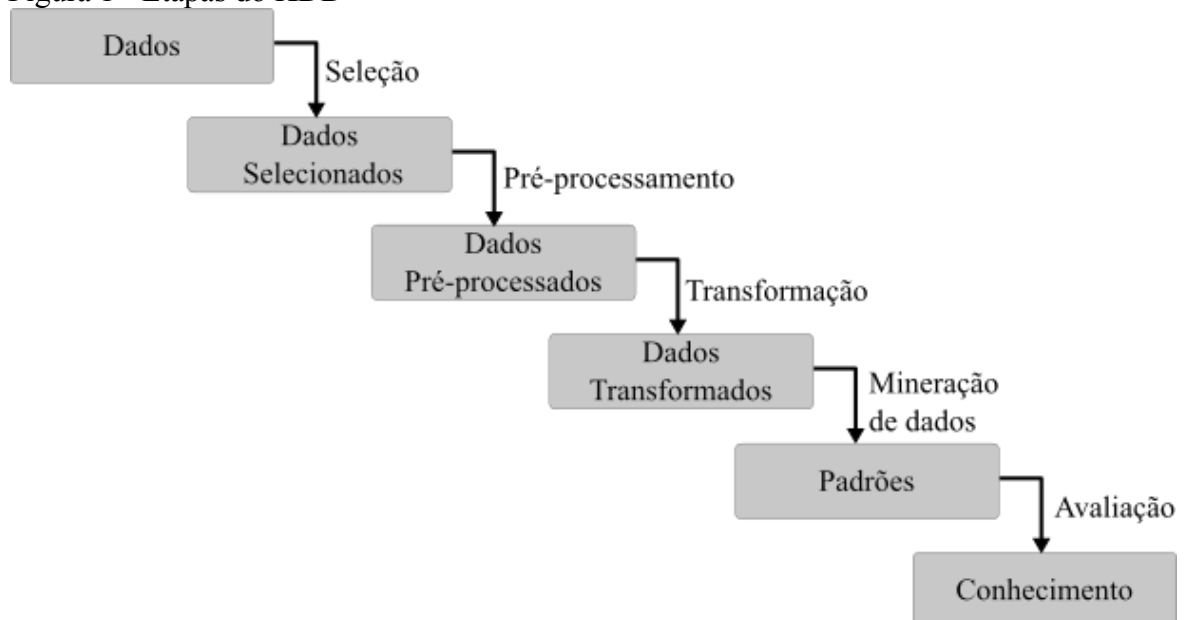 Dados
Seleção
Dados
Selecionados
Pré-processamento
Dados
Pré-processados
Transformação
Dados
Transformados
Mineração
de dados
Padrões
Avaliação
Conhecimento